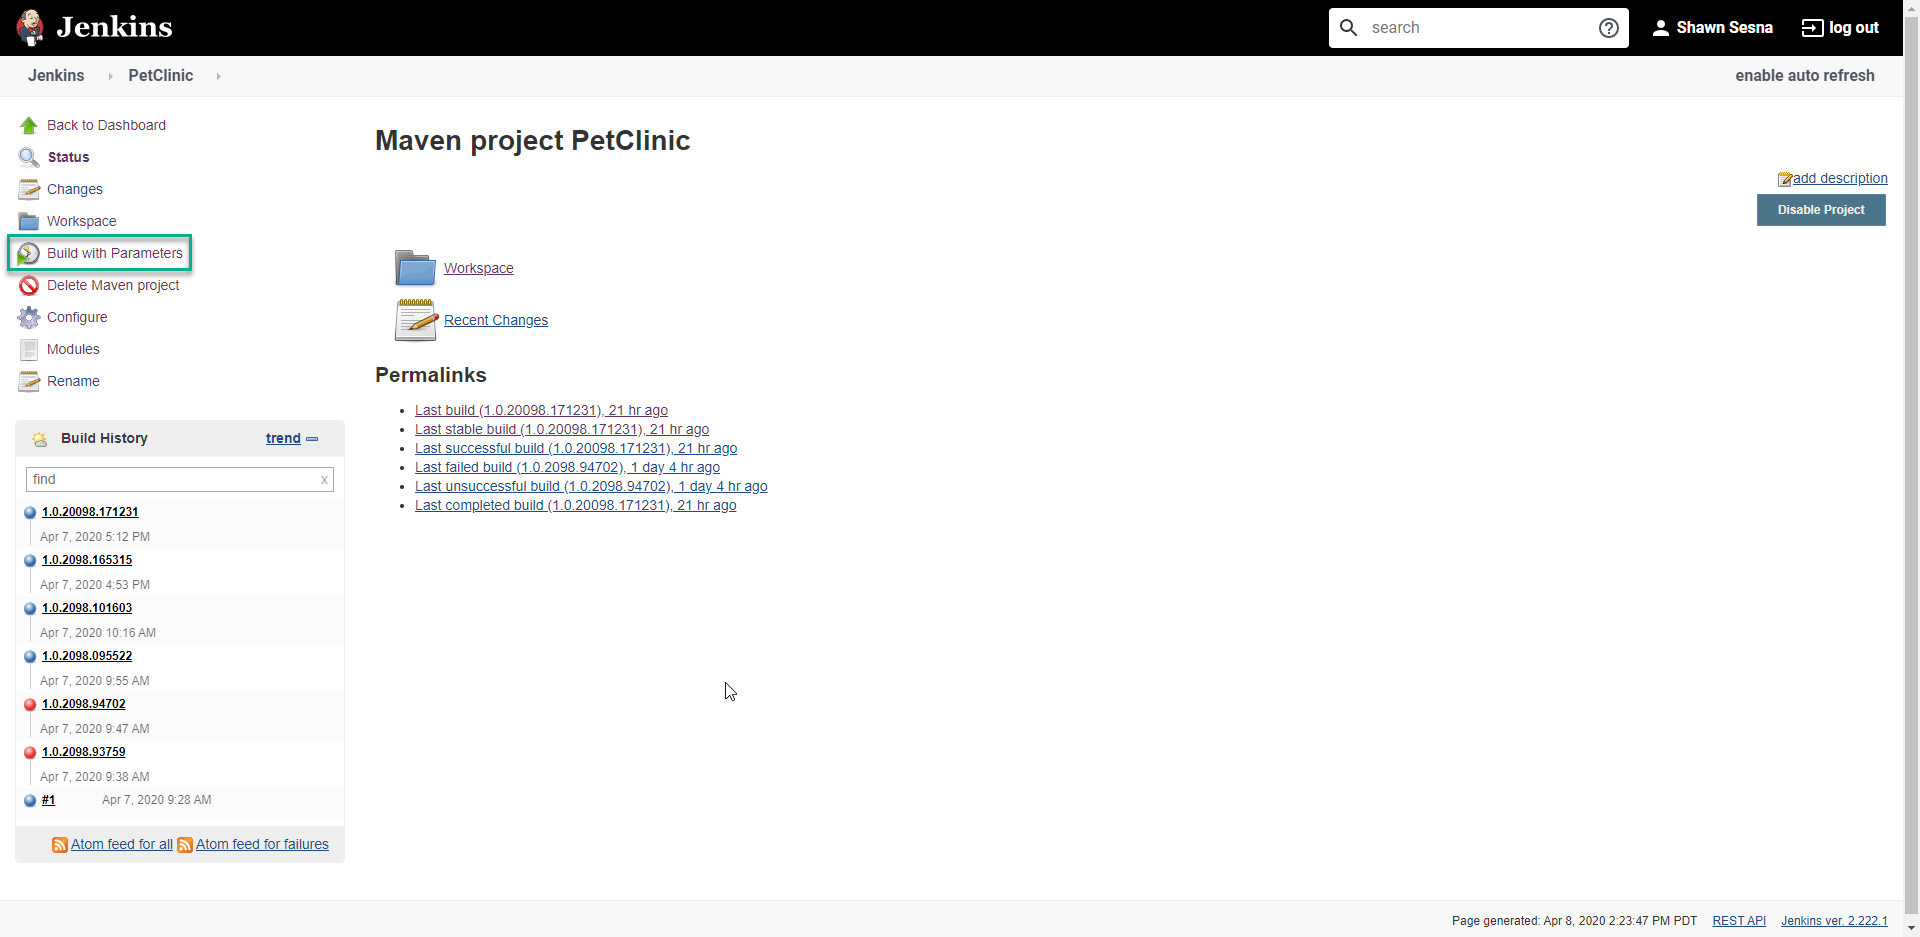 Jenkins
search
Shawn Sesna
log out
Jenkins
PetClinic
enable auto refresh
Back to Dashboard
Status
Changes
Workspace
Build with Parameters
Delete Maven project
Configure
Modules
Rename
Build History
trend
find
x
1.0.20098.171231
Apr 7, 2020 5:12 PM
1.0.2098.165315
Apr 7, 2020 4:53 PM
1.0.2098.101603
Apr 7, 2020 10:16 AM
1.0.2098.095522
Apr 7, 2020 9:55 AM
1.0.2098.94702
Apr 7, 2020 9:47 AM
1.0.2098.93759
Apr 7, 2020 9:38 AM
#1 Apr 7, 2020 9:28 AM
Atom feed for all Atom feed for failures
Maven project PetClinic
add description
Disable Project
Workspace
Recent Changes
Permalinks
Last build (1.0.20098.171231), 21 hr ago
Last stable build (1.0.20098.171231), 21 hr ago
Last successful build (1.0.20098.171231), 21 hr ago
Last failed build (1.0.2098.94702), 1 day 4 hr ago
Last unsuccessful build (1.0.2098.94702), 1 day 4 hr ago
Last completed build (1.0.20098.171231), 21 hr ago
Page generated: Apr 8, 2020 2:23:47 PM PDT REST API Jenkins ver. 2.222.1